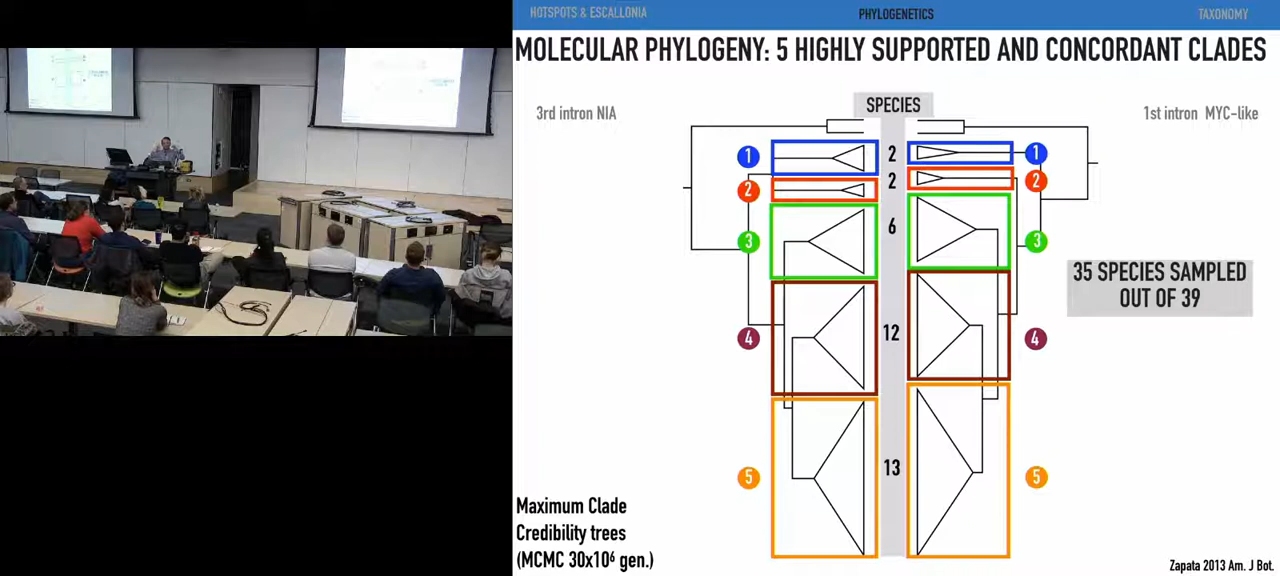 HOTSPOTS & ESCALLONIA
PHYLOGENETICS
TAXONOMY
MOLECULAR PHYLOGENY: 5 HIGHLY SUPPORTED AND CONCORDANT CLADES
3rd intron NIA
SPECIES
1st intron MYC-like
1
2
1
2
2
2
3
6
3
35 SPECIES SAMPLED
OUT OF 39
4
12
4
5
13
5
Maximum Clade
Credibility trees
(MCMC 30x10⁶ gen.)
Zapata 2013 Am. J Bot.